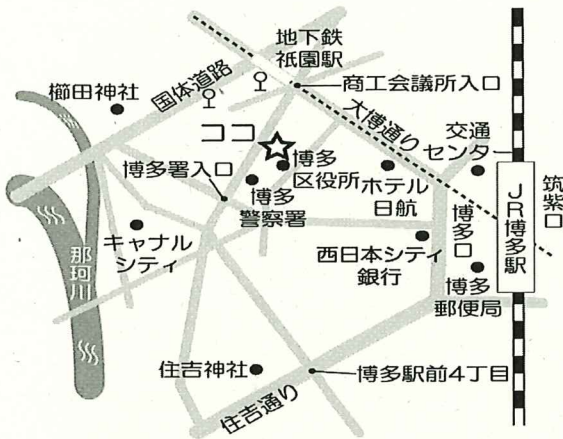 地下鉄
祇園駅
商工会議所入口
国体道路
櫛田神社
大博通り
交通
センター
ココ
博多
区役所
博多署入口
博多
警察署
ホテル
日航
筑紫口
JR博多駅
博多口
キャナル
シティ
西日本シティ
銀行
那珂川
博多
郵便局
住吉神社
博多駅前4丁目
住吉通り